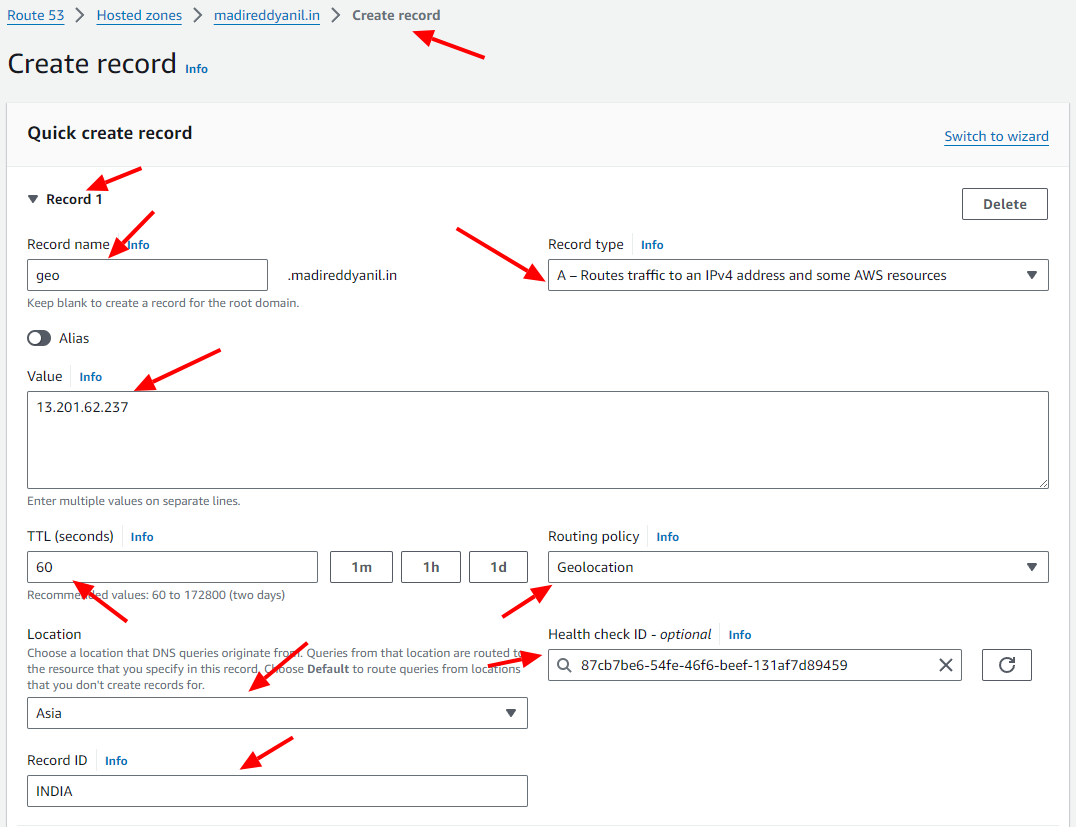 Route 53 > Hosted zones > madireddyanil.in > Create record
Create record Info
Quick create record
Switch to wizard
Record 1
Delete
Record name Info
geo
.madireddyanil.in
Keep blank to create a record for the root domain.
Record type Info
A – Routes traffic to an IPv4 address and some AWS resources
Alias
Value Info
13.201.62.237
Enter multiple values on separate lines.
TTL (seconds) Info
60
1m
1h
1d
Recommended values: 60 to 172800 (two days)
Routing policy Info
Geolocation
Location
Choose a location that DNS queries originate from. Queries from that location are routed to
the resource that you specify in this record. Choose Default to route queries from locations
that you don't create records for.
Asia
Health check ID - optional Info
87cb7be6-54fe-46f6-beef-131af7d89459
Record ID Info
INDIA